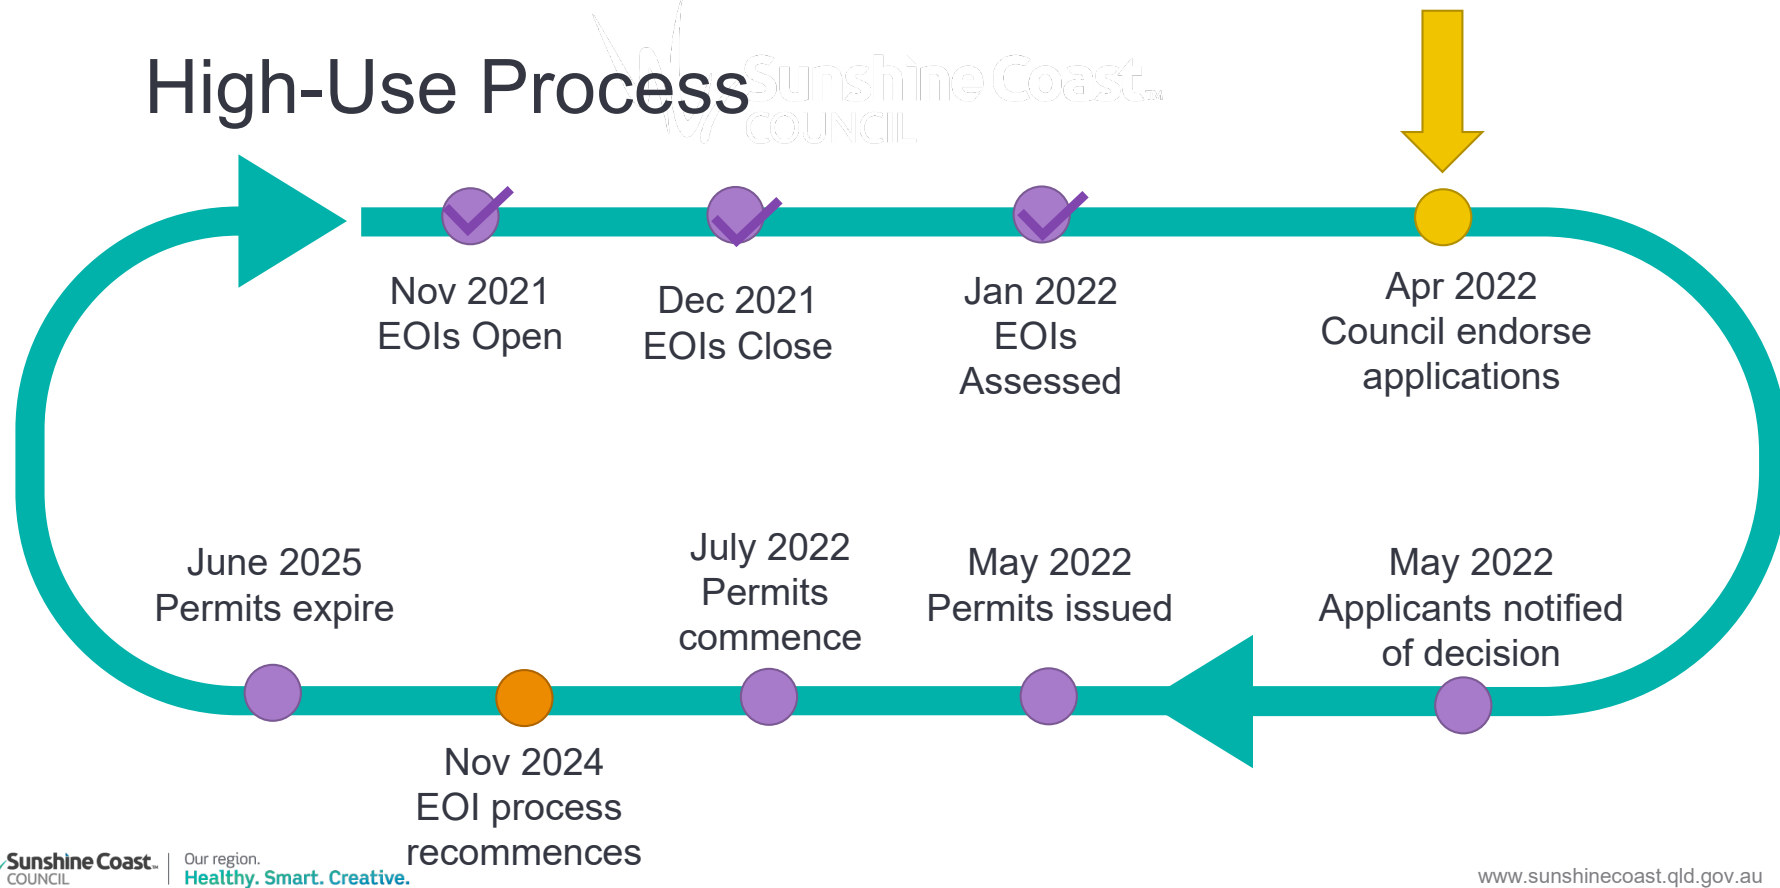 High-Use Process
Sunshine Coast™
COUNCIL
Nov 2021
EOIs Open
Dec 2021
EOIs Close
Jan 2022
EOIs
Assessed
Apr 2022
Council endorse
applications
June 2025
Permits expire
July 2022
Permits
commence
May 2022
Permits issued
May 2022
Applicants notified
of decision
Nov 2024
EOI process
recommences
Sunshine Coast™
COUNCIL
Our region.
Healthy. Smart. Creative.
www.sunshinecoast.qld.gov.au